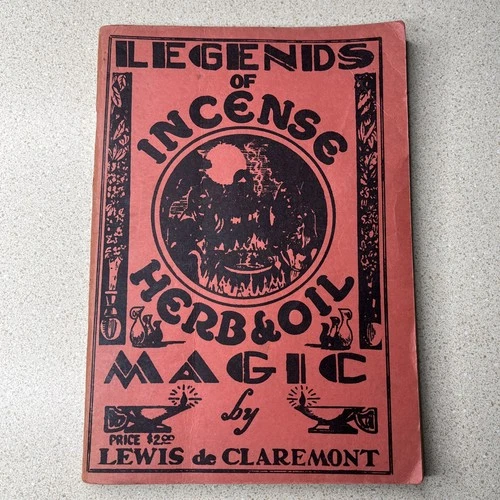 LEGENDS
OF
INCENSE
HERB & OIL
MAGIC
by
PRICE $2.00
LEWIS de CLAREMONT